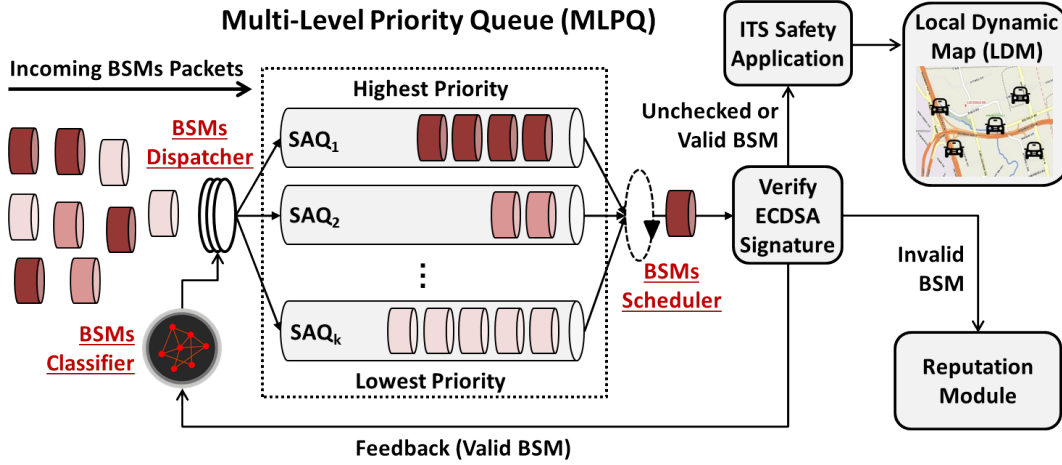 Multi-Level Priority Queue (MLPQ)
Incoming BSMs Packets
BSMs
Dispatcher
Highest Priority
SAQ1
SAQ2
⋮
SAQk
Lowest Priority
BSMs
Classifier
BSMs
Scheduler
Verify
ECDSA
Signature
Unchecked or
Valid BSM
ITS Safety
Application
Local Dynamic
Map (LDM)
Invalid
BSM
Reputation
Module
Feedback (Valid BSM)